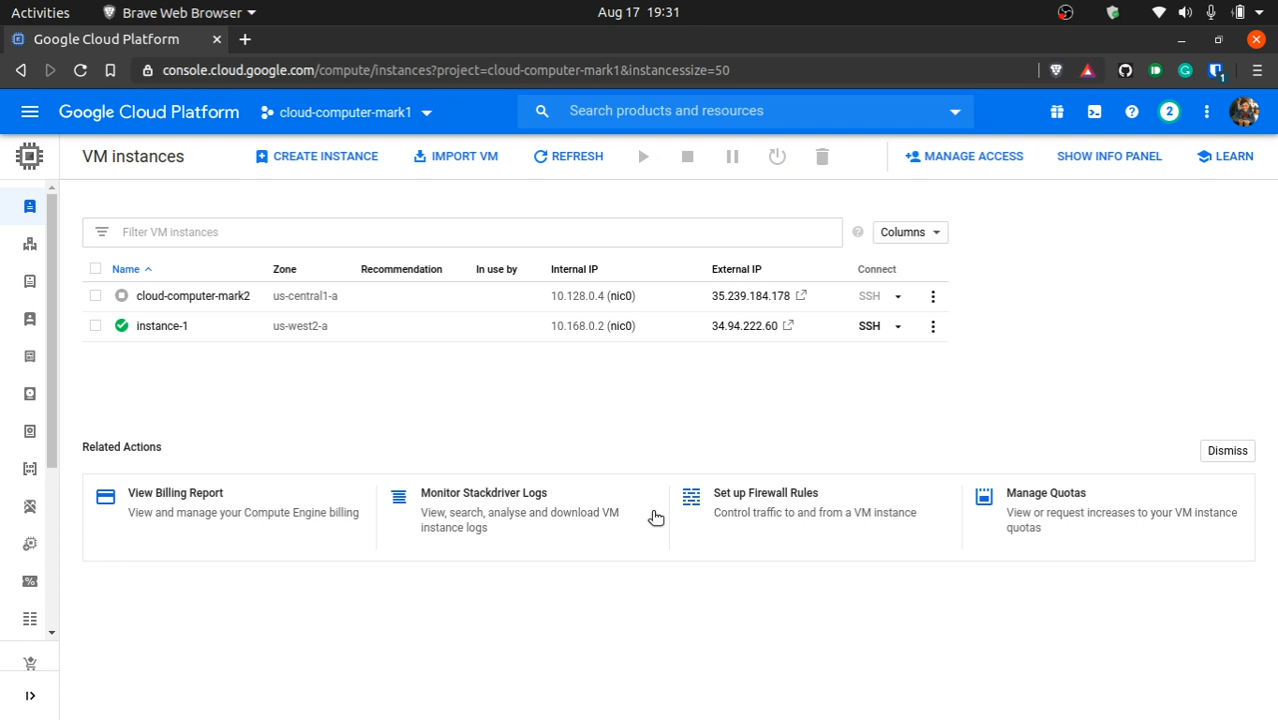 Activities Brave Web Browser Aug 17 19:31
Google Cloud Platform
console.cloud.google.com/compute/instances?project=cloud-computer-mark1&instancessize=50
1
Google Cloud Platform cloud-computer-mark1 Search products and resources 2
VM instances CREATE INSTANCE IMPORT VM REFRESH MANAGE ACCESS SHOW INFO PANEL LEARN
Filter VM instances Columns
Name Zone Recommendation In use by Internal IP External IP Connect
cloud-computer-mark2 us-central1-a 10.128.0.4 (nic0) 35.239.184.178 SSH
instance-1 us-west2-a 10.168.0.2 (nic0) 34.94.222.60 SSH
Related Actions Dismiss
View Billing Report
View and manage your Compute Engine billing
Monitor Stackdriver Logs
View, search, analyse and download VM
instance logs
Set up Firewall Rules
Control traffic to and from a VM instance
Manage Quotas
View or request increases to your VM instance
quotas